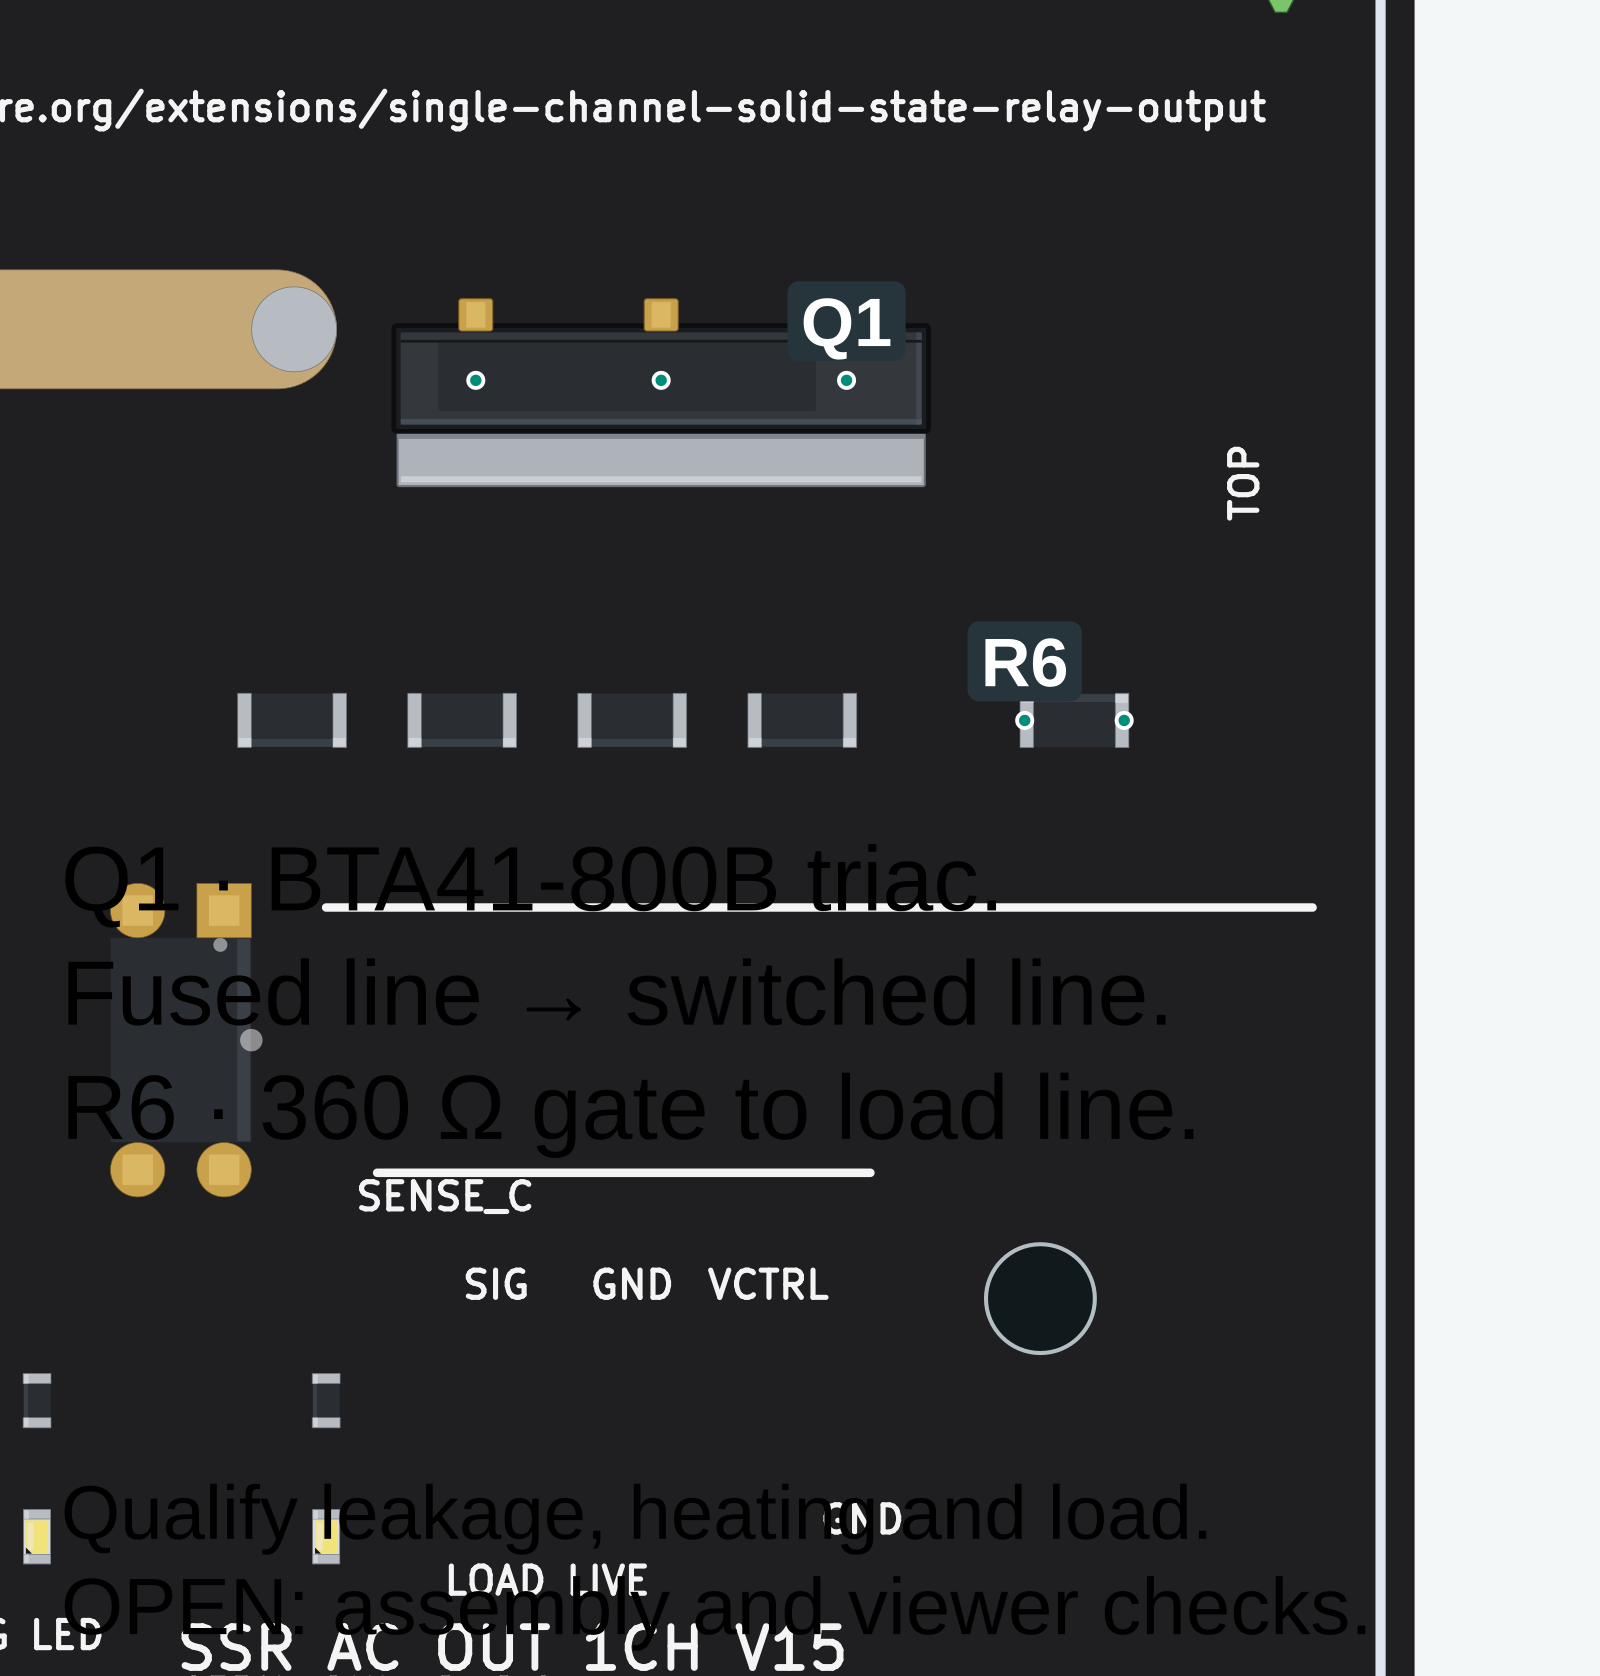 re.org/extensions/single-channel-solid-state-relay-output
Q1
TOP
R6
Q1 · BTA41-800B triac.
Fused line → switched line.
R6 · 360 Ω gate to load line.
SENSE_C
SIG GND VCTRL
Qualify leakage, heating and load.
GND
LOAD LIVE
OPEN: assembly and viewer checks.
G LED
SSR AC OUT 1CH V15